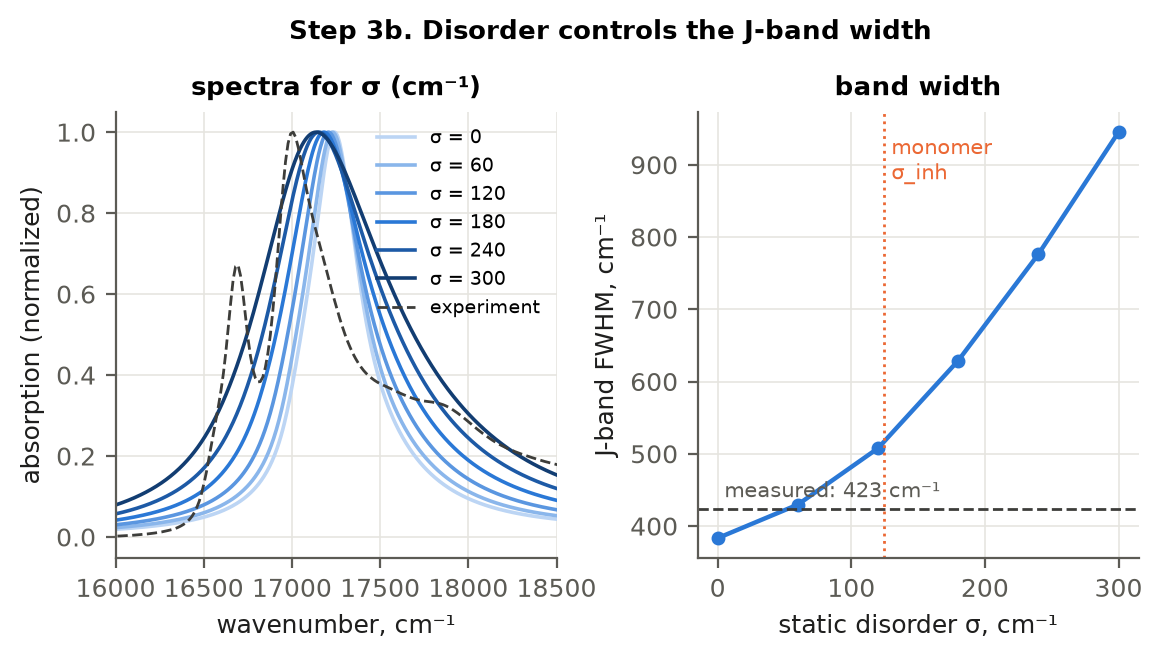 Step 3b. Disorder controls the J-band width
spectra for σ (cm⁻¹)
absorption (normalized)
1.0
0.8
0.6
0.4
0.2
0.0
σ = 0
σ = 60
σ = 120
σ = 180
σ = 240
σ = 300
experiment
16000 16500 17000 17500 18000 18500
wavenumber, cm⁻¹
band width
J-band FWHM, cm⁻¹
900
800
700
600
500
400
monomer
σ_inh
measured: 423 cm⁻¹
0 100 200 300
static disorder σ, cm⁻¹